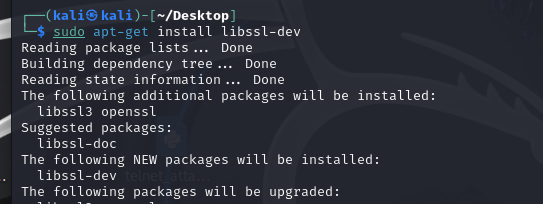 ┌──(kali㉿kali)-[~/Desktop]
└─$ sudo apt-get install libssl-dev
Reading package lists... Done
Building dependency tree... Done
Reading state information... Done
The following additional packages will be installed:
  libssl3 openssl
Suggested packages:
  libssl-doc
The following NEW packages will be installed:
  libssl-dev
The following packages will be upgraded: